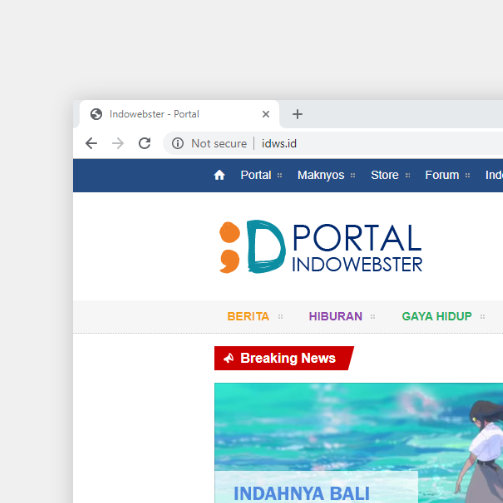 Indowebster - Portal
Not secure | idws.id
Portal Maknyos Store Forum
;D PORTAL
INDOWEBSTER
BERITA HIBURAN GAYA HIDUP
Breaking News
INDAHNYA BALI